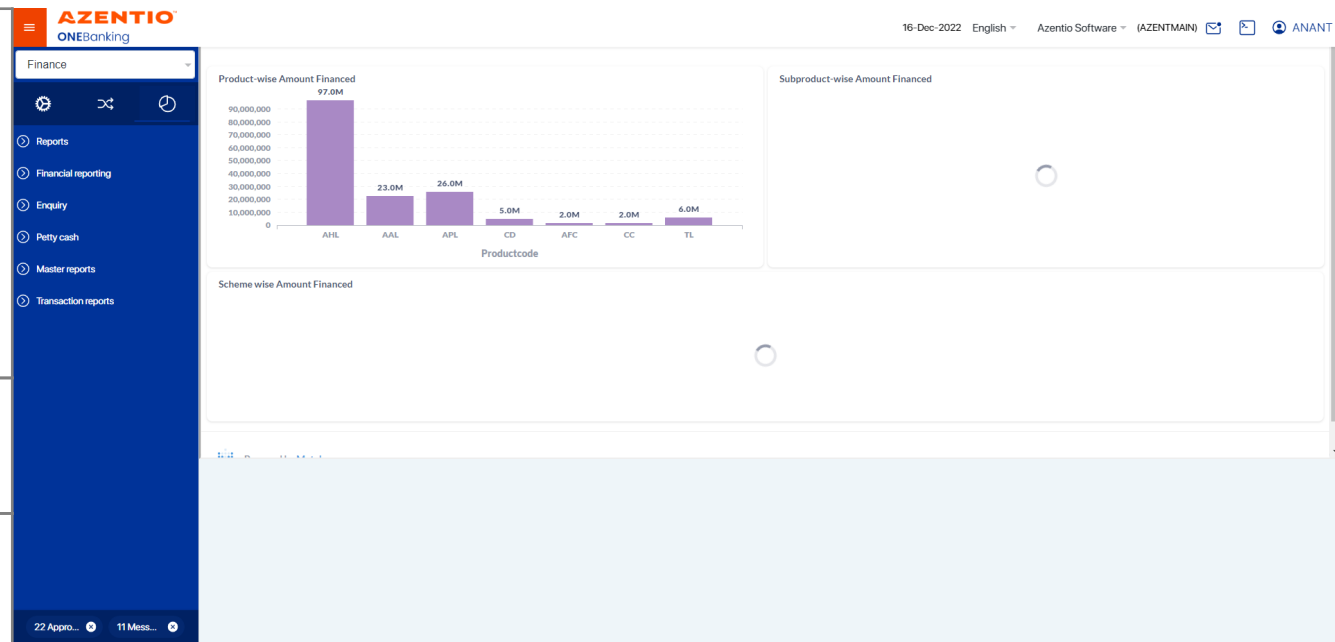 AZENTIO
ONEBanking
16-Dec-2022 English Azentio Software (AZENTMAIN) ANANT
Finance
Reports
Financial reporting
Enquiry
Petty cash
Master reports
Transaction reports
22 Appro... 11 Mess...
Product-wise Amount Financed
97.0M
90,000,000
80,000,000
70,000,000
60,000,000
50,000,000
40,000,000
30,000,000
20,000,000
10,000,000
0
23.0M
26.0M
5.0M
2.0M
2.0M
6.0M
AHL AAL APL CD AFC CC TL
Productcode
Subproduct-wise Amount Financed
Scheme wise Amount Financed